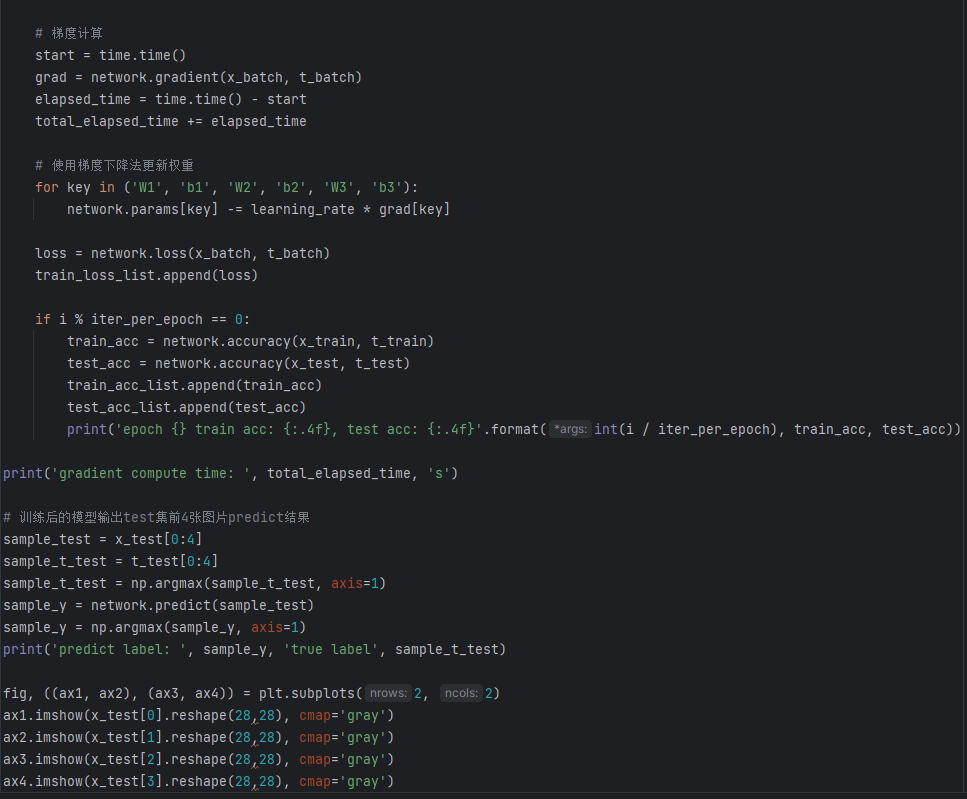 # 梯度计算
start = time.time()
grad = network.gradient(x_batch, t_batch)
elapsed_time = time.time() - start
total_elapsed_time += elapsed_time
# 使用梯度下降法更新权重
for key in ('W1', 'b1', 'W2', 'b2', 'W3', 'b3'):
network.params[key] -= learning_rate * grad[key]
loss = network.loss(x_batch, t_batch)
train_loss_list.append(loss)
if i % iter_per_epoch == 0:
train_acc = network.accuracy(x_train, t_train)
test_acc = network.accuracy(x_test, t_test)
train_acc_list.append(train_acc)
test_acc_list.append(test_acc)
print('epoch {} train acc: {:.4f}, test acc: {:.4f}'.format( *args: int(i / iter_per_epoch), train_acc, test_acc))
print('gradient compute time: ', total_elapsed_time, 's')
# 训练后的模型输出test集前4张图片predict结果
sample_test = x_test[0:4]
sample_t_test = t_test[0:4]
sample_t_test = np.argmax(sample_t_test, axis=1)
sample_y = network.predict(sample_test)
sample_y = np.argmax(sample_y, axis=1)
print('predict label: ', sample_y, 'true label', sample_t_test)
fig, ((ax1, ax2), (ax3, ax4)) = plt.subplots( nrows: 2, ncols: 2)
ax1.imshow(x_test[0].reshape(28,28), cmap='gray')
ax2.imshow(x_test[1].reshape(28,28), cmap='gray')
ax3.imshow(x_test[2].reshape(28,28), cmap='gray')
ax4.imshow(x_test[3].reshape(28,28), cmap='gray')